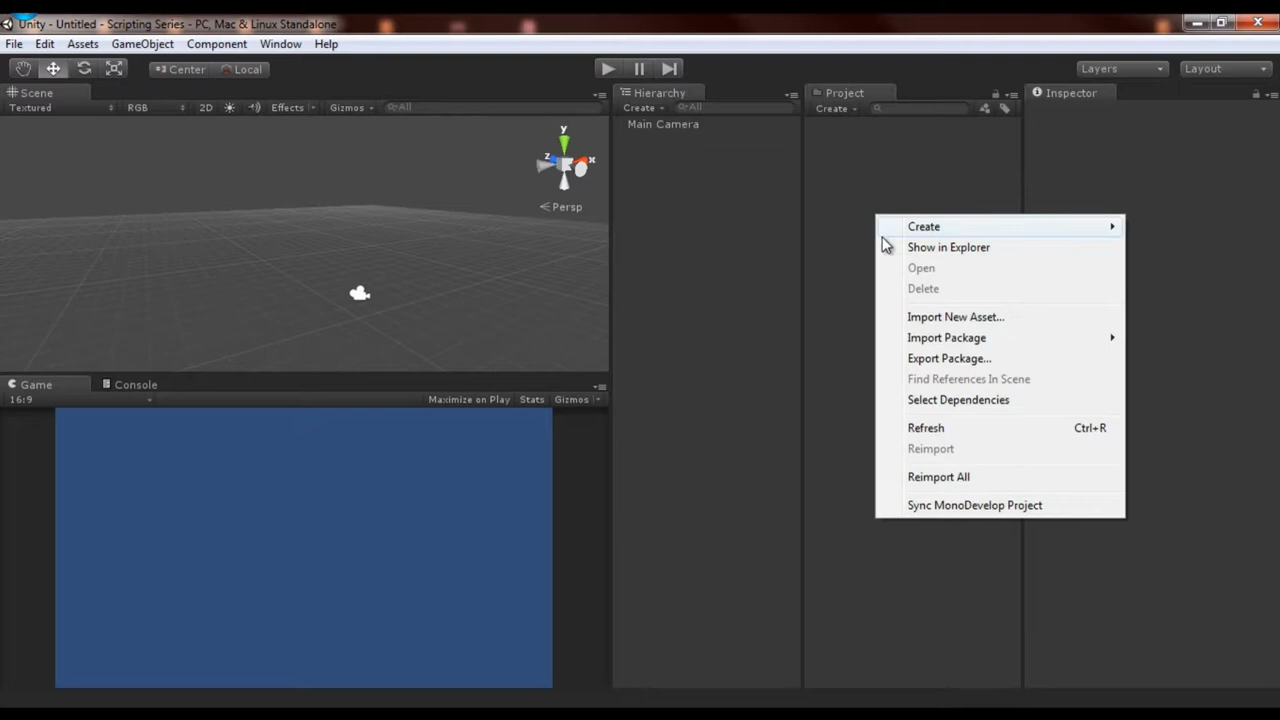 Unity - Untitled - Scripting Series - PC, Mac & Linux Standalone
File Edit Assets GameObject Component Window Help
Center Local Layers Layout
Scene Hierarchy Project Inspector
Textured RGB 2D Effects Gizmos All Create All Create
Main Camera
y
z x
Persp
Create
Show in Explorer
Open
Delete
Import New Asset...
Import Package
Export Package...
Find References In Scene
Select Dependencies
Refresh Ctrl+R
Reimport
Reimport All
Sync MonoDevelop Project
Game Console
16:9 Maximize on Play Stats Gizmos